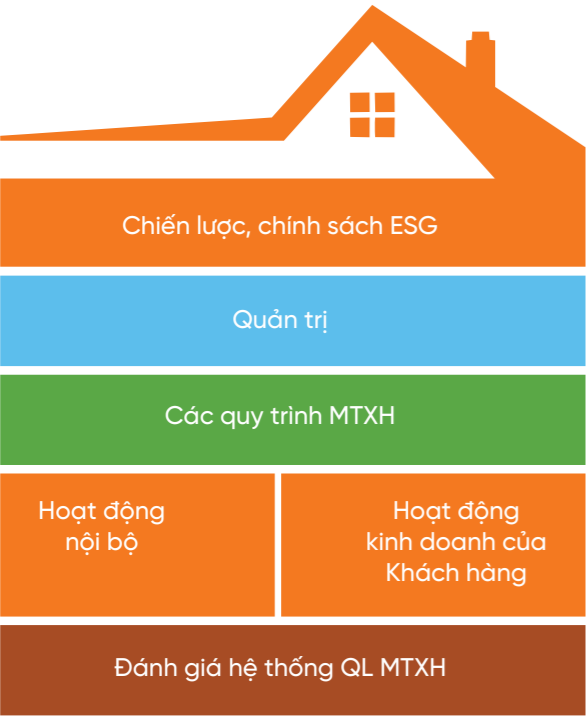 Chiến lược, chính sách ESG
Quản trị
Các quy trình MTXH
Hoạt động
nội bộ
Hoạt động
kinh doanh của
Khách hàng
Đánh giá hệ thống QL MTXH